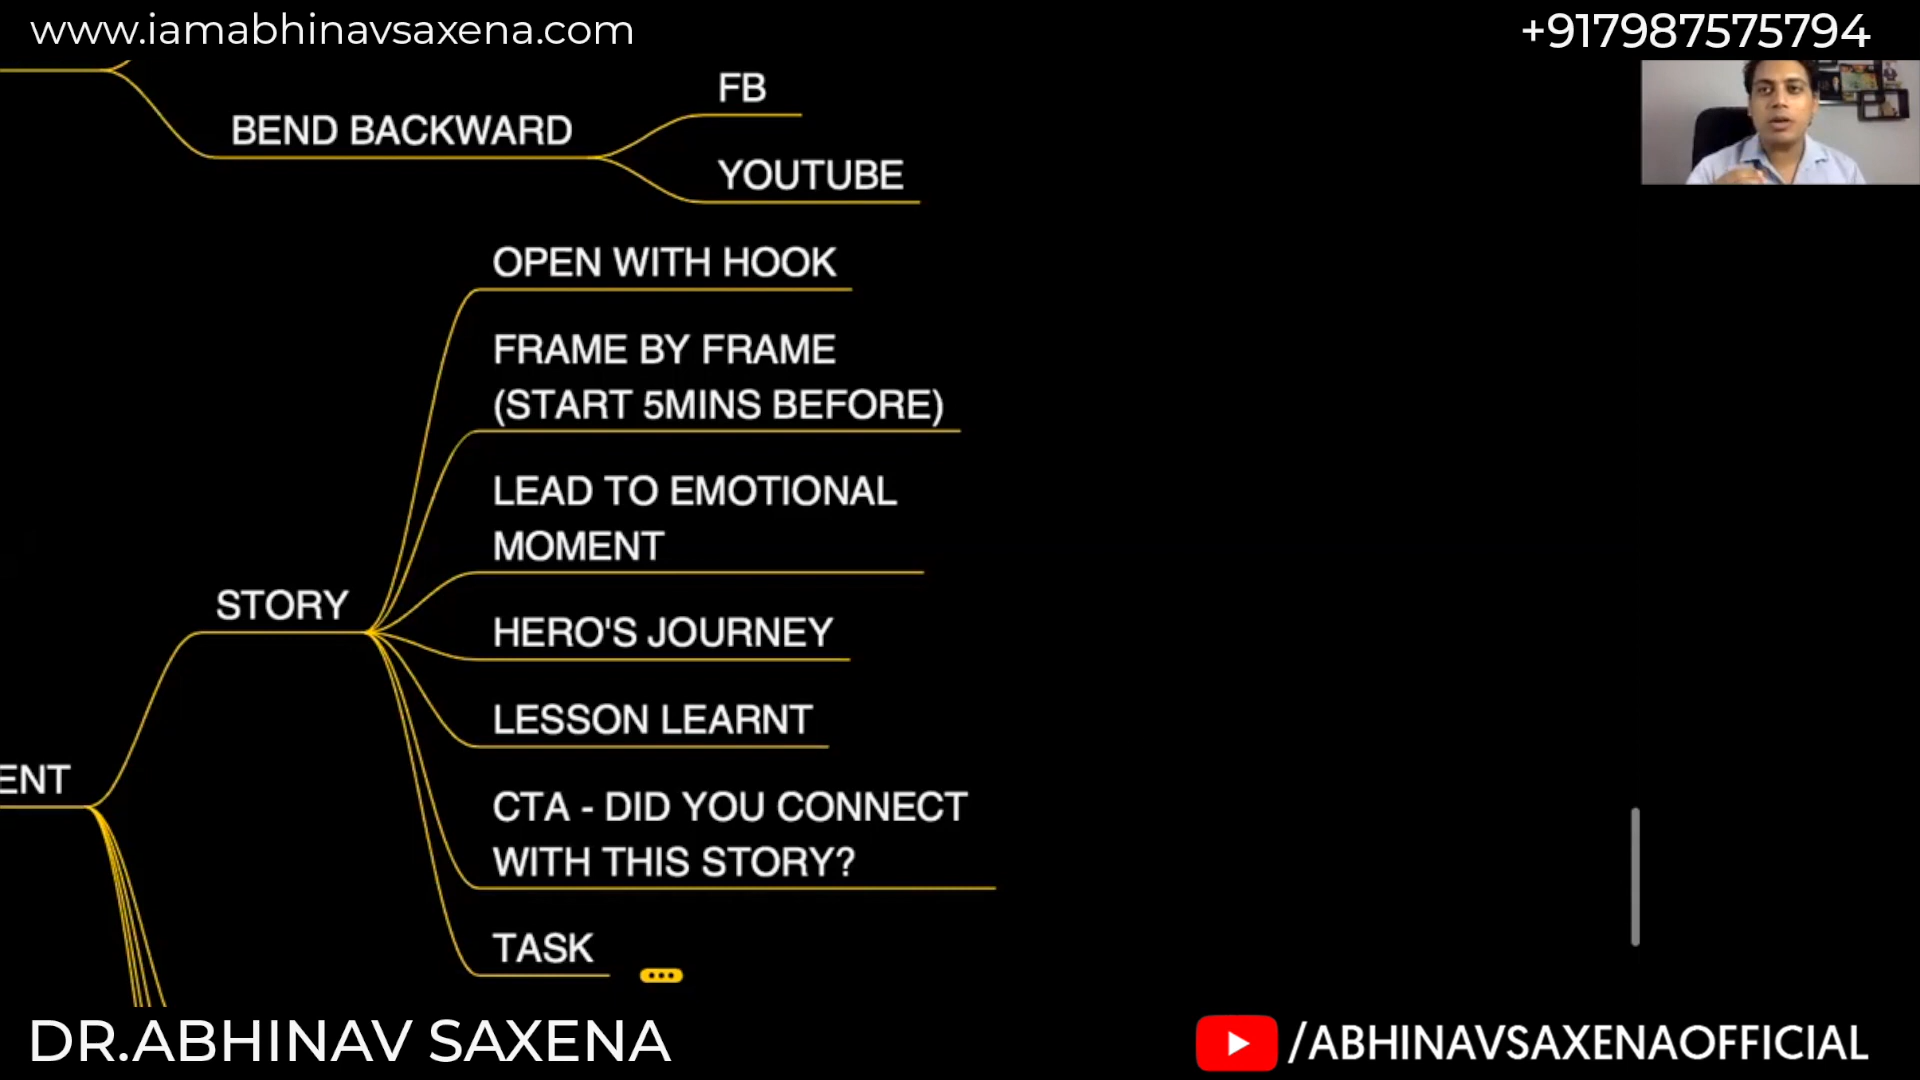 www.iamabhinavsaxena.com
+917987575794
FB
BEND BACKWARD
YOUTUBE
OPEN WITH HOOK
FRAME BY FRAME
(START 5MINS BEFORE)
LEAD TO EMOTIONAL
MOMENT
STORY
HERO'S JOURNEY
LESSON LEARNT
ENT
CTA - DID YOU CONNECT
WITH THIS STORY?
TASK
DR.ABHINAV SAXENA
/ABHINAVSAXENAOFFICIAL